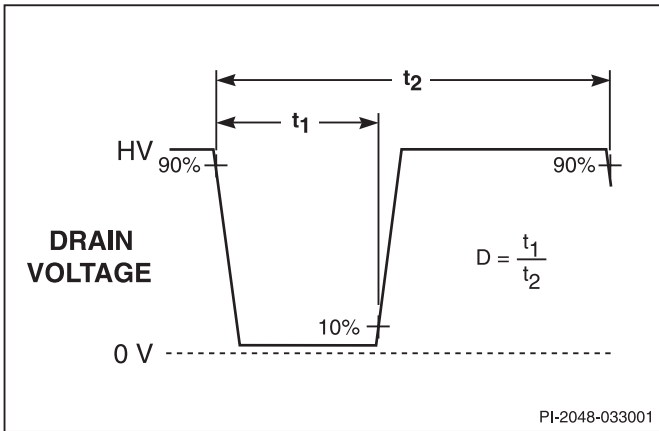 t2
t1
HV
90%
90%
DRAIN
VOLTAGE
D = t1/t2
10%
0 V
PI-2048-033001